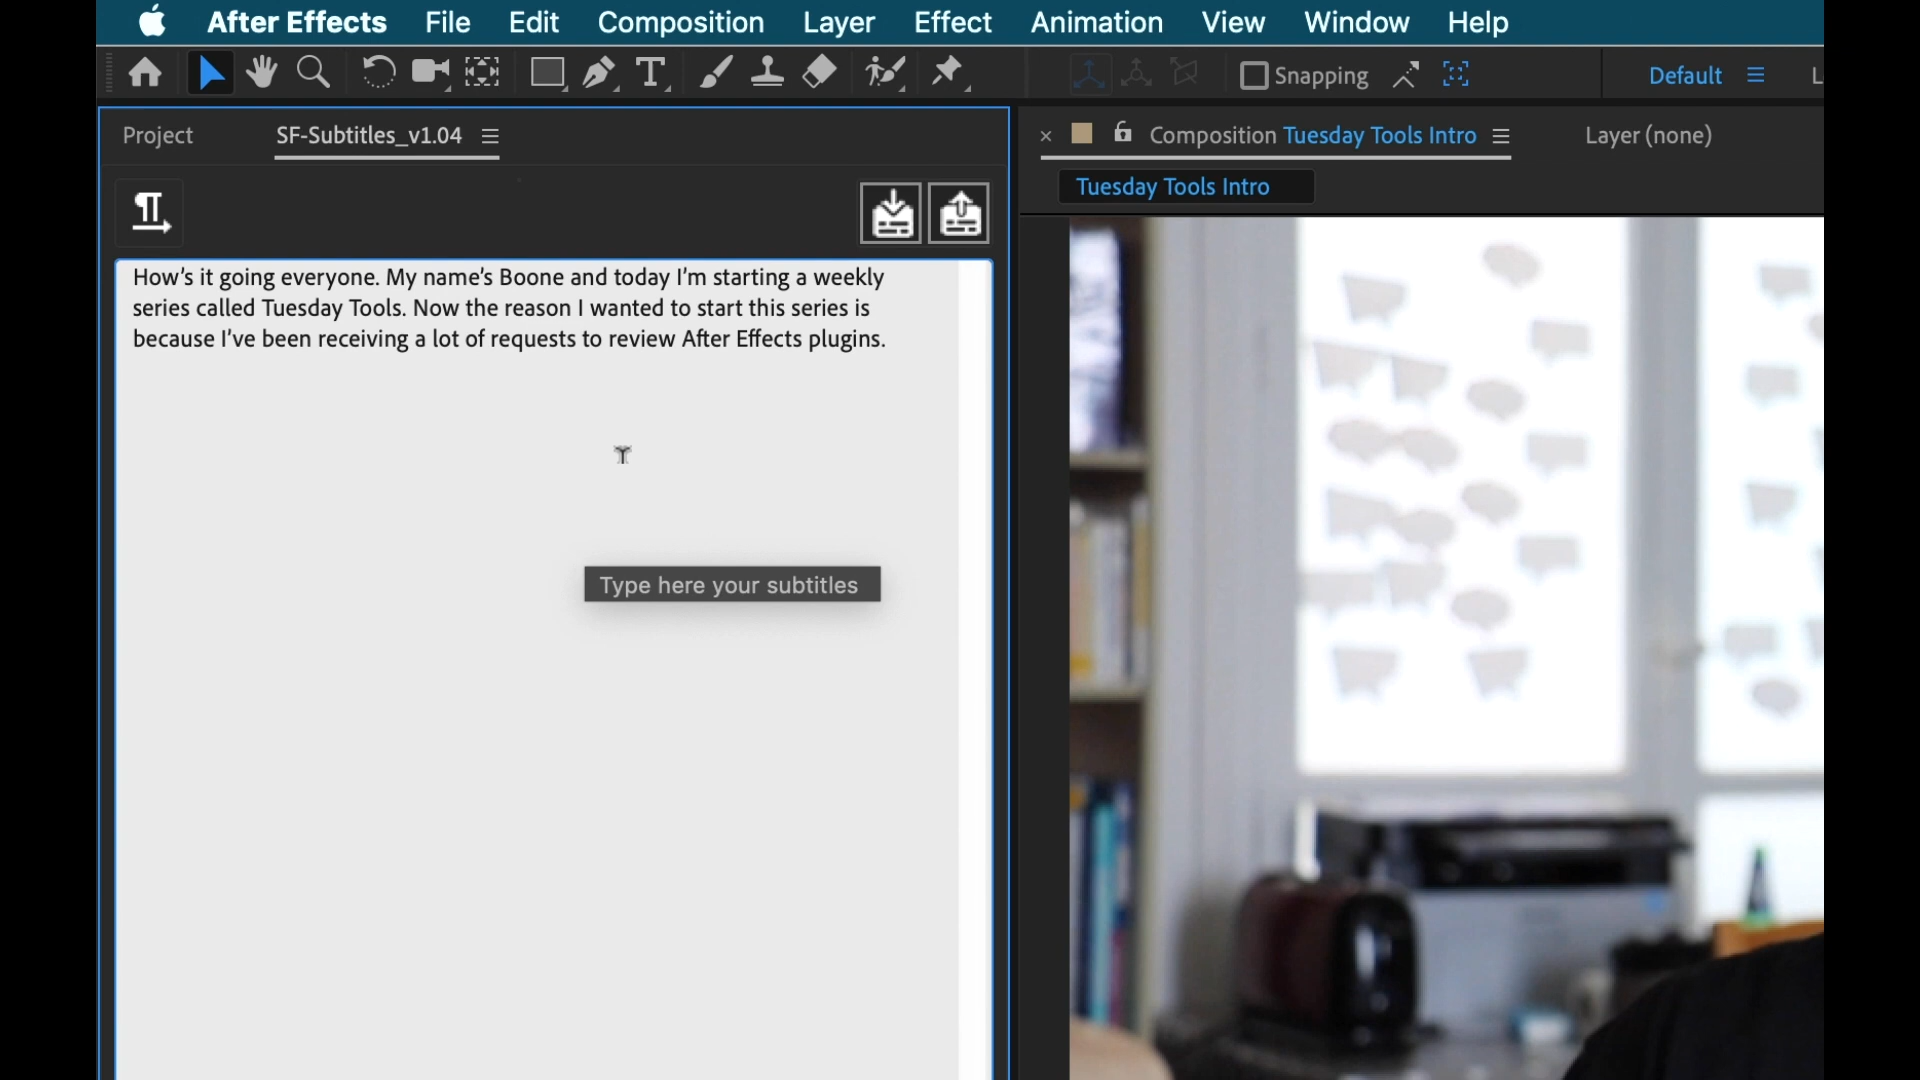 After Effects File Edit Composition Layer Effect Animation View Window Help
Snapping Default L
Project SF-Subtitles_v1.04 Composition Tuesday Tools Intro Layer (none)
Tuesday Tools Intro
How's it going everyone. My name's Boone and today I'm starting a weekly
series called Tuesday Tools. Now the reason I wanted to start this series is
because I've been receiving a lot of requests to review After Effects plugins.
Type here your subtitles